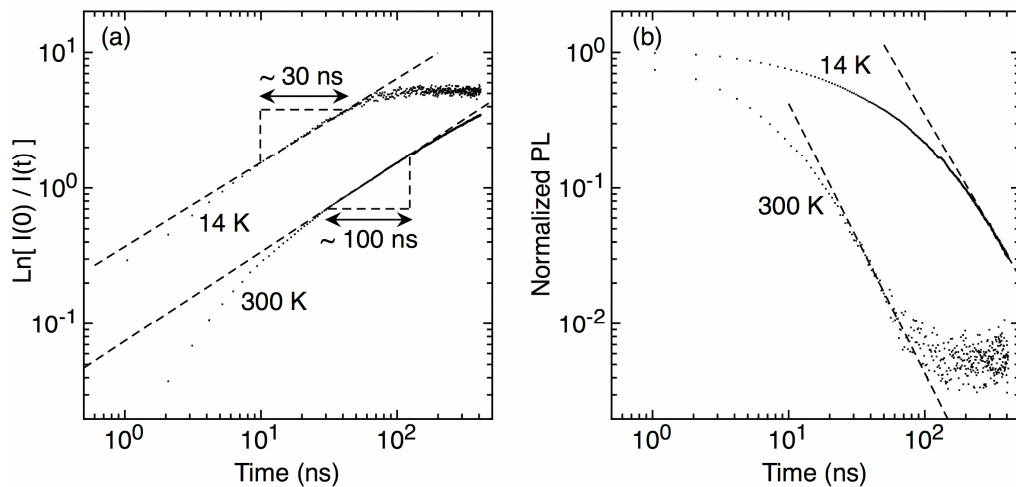 (a)
10^1
10^0
10^-1
Ln[ I(0) / I(t) ]
~ 30 ns
14 K
~ 100 ns
300 K
10^0
10^1
10^2
Time (ns)
(b)
10^0
10^-1
10^-2
Normalized PL
14 K
300 K
10^0
10^1
10^2
Time (ns)